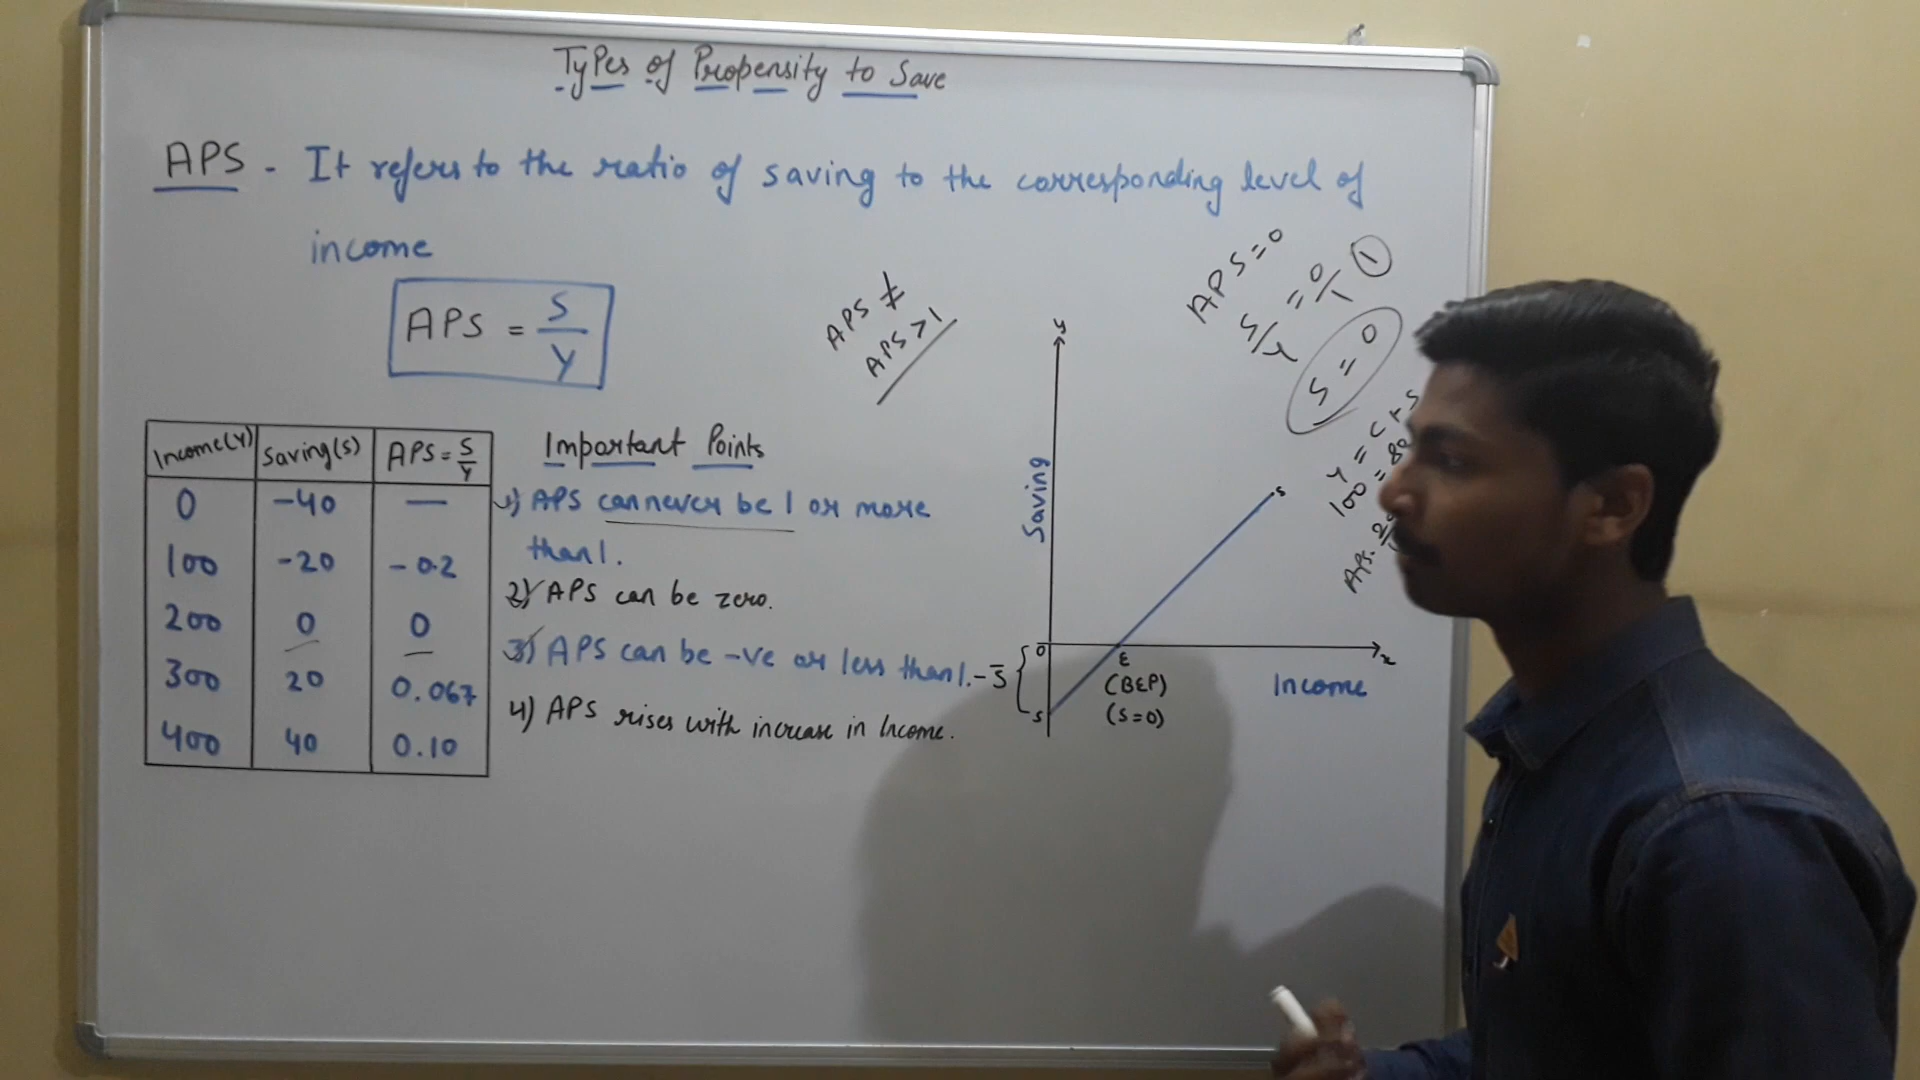 Types of Propensity to Save
APS - It refers to the ratio of saving to the corresponding level of
income
APS = S/Y
Income(Y) Saving(S) APS = S/Y
0 -40 —
100 -20 -0.2
200 0 0
300 20 0.067
400 40 0.10
Important Points
1) APS can never be 1 or more
than 1.
2) APS can be zero.
3) APS can be -ve or less than 1.
4) APS rises with increase in Income.
APS ≠
APS > 1
y
Saving
O
-S̄
S
S
E
(BEP)
(S=0)
x
Income
APS = 0
S/Y = 0/1 ①
S = 0
Y = C + S
100 = 80
APS